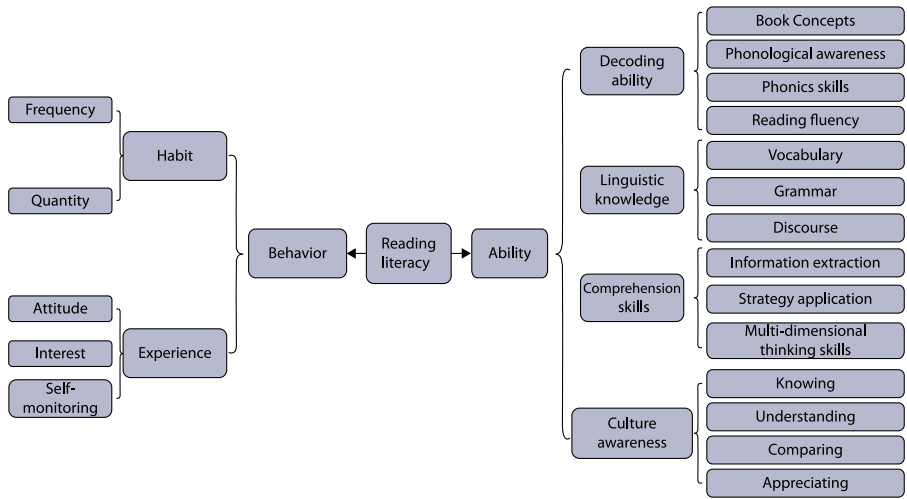 Frequency
Quantity
Habit
Attitude
Interest
Self-
monitoring
Experience
Behavior
Reading
literacy
Ability
Decoding
ability
Book Concepts
Phonological awareness
Phonics skills
Reading fluency
Linguistic
knowledge
Vocabulary
Grammar
Discourse
Comprehension
skills
Information extraction
Strategy application
Multi-dimensional
thinking skills
Culture
awareness
Knowing
Understanding
Comparing
Appreciating